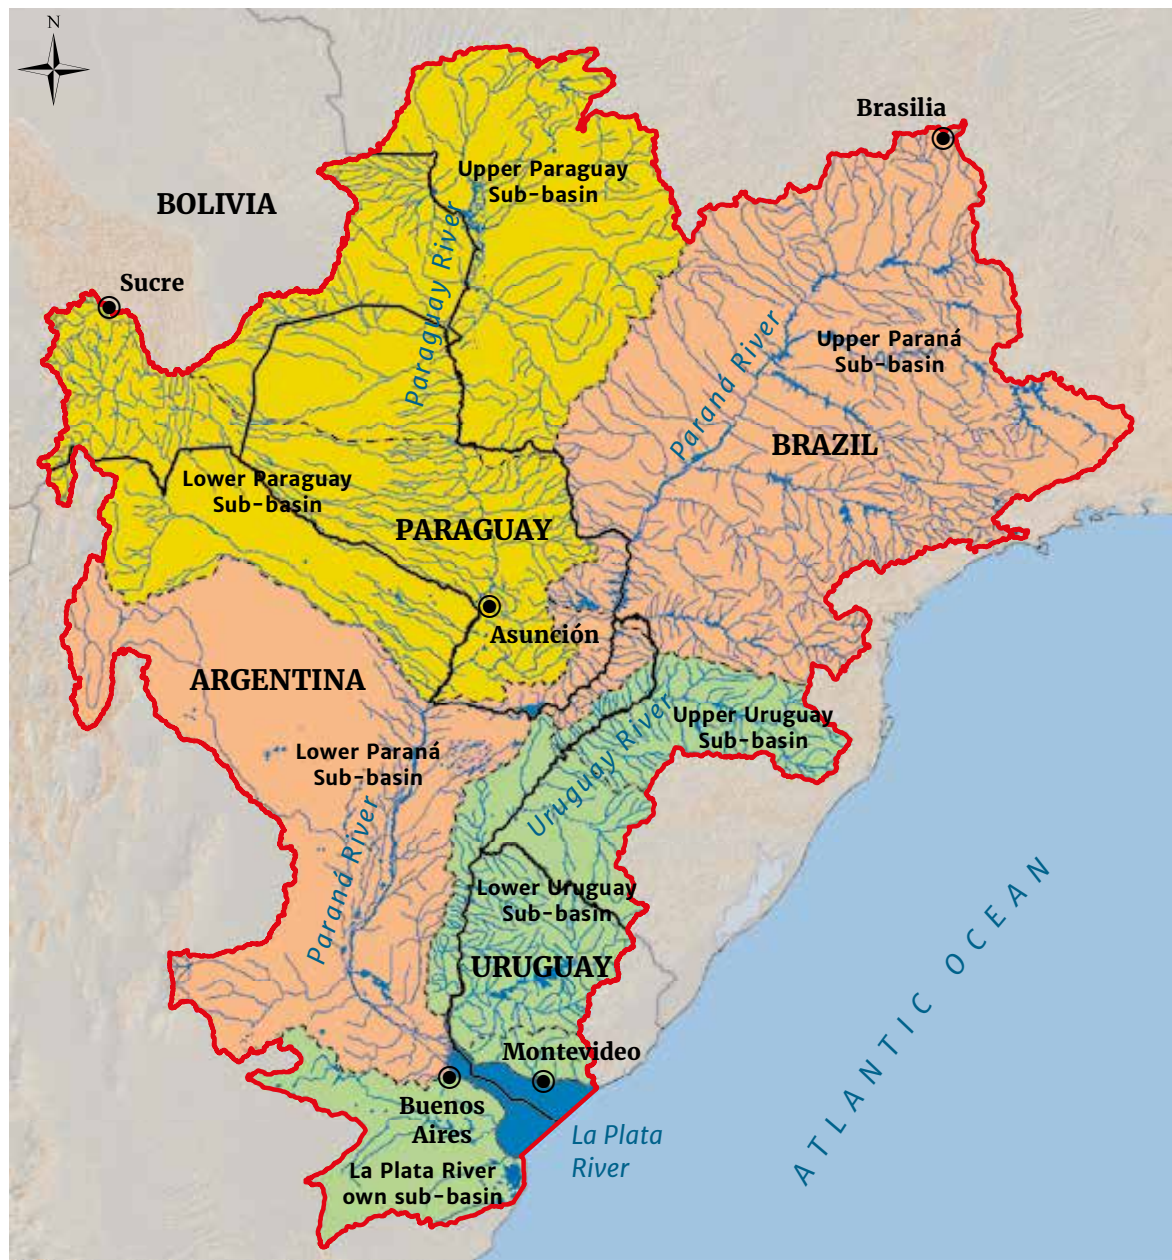 N
Brasilia
Upper Paraguay
Sub-basin
BOLIVIA
Paraguay River
Sucre
Paraná River
Upper Paraná
Sub-basin
BRAZIL
Lower Paraguay
Sub-basin
PARAGUAY
Asunción
ARGENTINA
Upper Uruguay
Sub-basin
Lower Paraná
Sub-basin
Uruguay River
Paraná River
Lower Uruguay
Sub-basin
ATLANTIC OCEAN
URUGUAY
Montevideo
Buenos
Aires
La Plata
River
La Plata River
own sub-basin